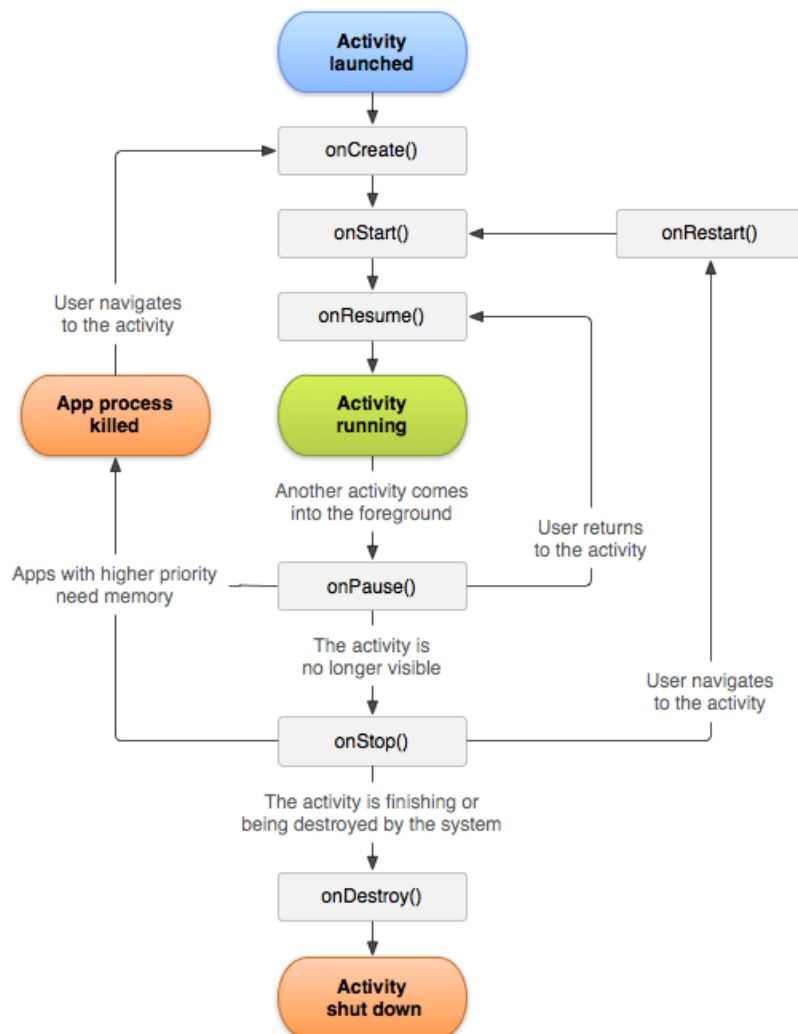 Activity
launched
onCreate()
onStart()
onRestart()
User navigates
to the activity
onResume()
App process
killed
Activity
running
Another activity comes
into the foreground
User returns
to the activity
Apps with higher priority
need memory
onPause()
The activity is
no longer visible
User navigates
to the activity
onStop()
The activity is finishing or
being destroyed by the system
onDestroy()
Activity
shut down